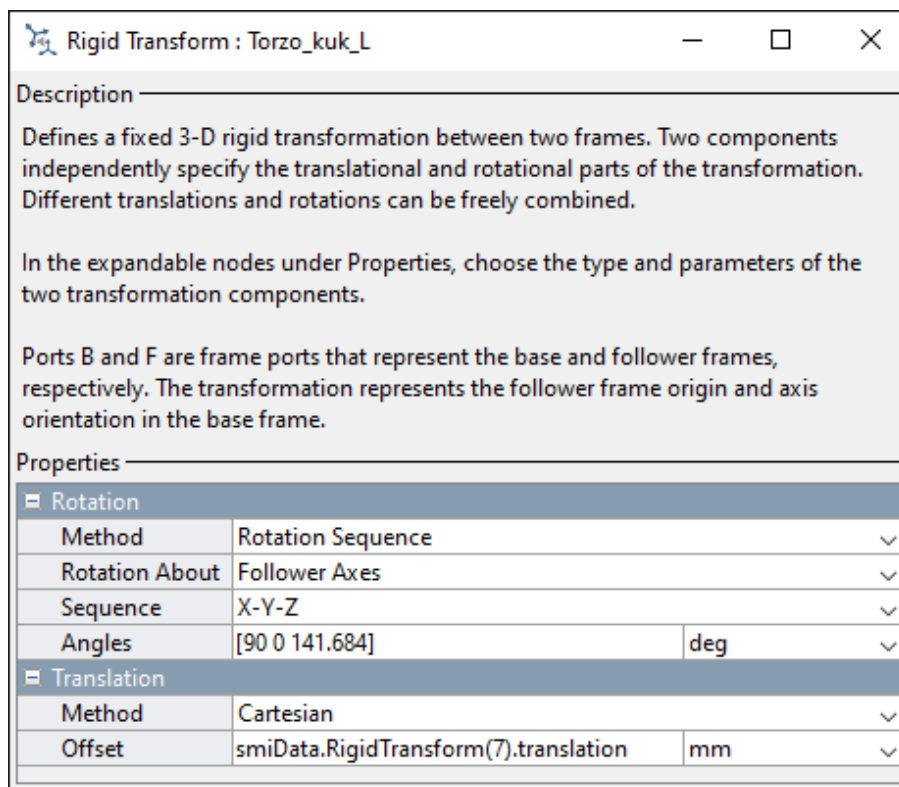 Rigid Transform : Torzo_kuk_L
Description
Defines a fixed 3-D rigid transformation between two frames. Two components
independently specify the translational and rotational parts of the transformation.
Different translations and rotations can be freely combined.
In the expandable nodes under Properties, choose the type and parameters of the
two transformation components.
Ports B and F are frame ports that represent the base and follower frames,
respectively. The transformation represents the follower frame origin and axis
orientation in the base frame.
Properties
Rotation
Method Rotation Sequence
Rotation About Follower Axes
Sequence X-Y-Z
Angles [90 0 141.684] deg
Translation
Method Cartesian
Offset smiData.RigidTransform(7).translation mm